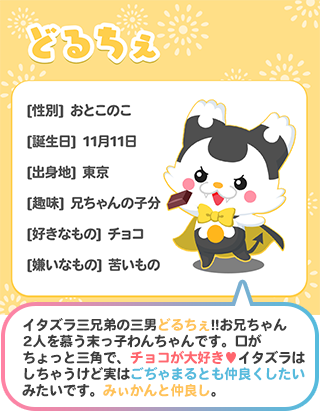 どるちぇ
[性別] おとこのこ
[誕生日] 11月11日
[出身地] 東京
[趣味] 兄ちゃんの子分
[好きなもの] チョコ
[嫌いなもの] 苦いもの
イタズラ三兄弟の三男どるちぇ!!お兄ちゃん
2人を慕う末っ子わんちゃんです。口が
ちょっと三角で、チョコが大好き♥イタズラは
しちゃうけど実はごぢゃまるとも仲良くしたい
みたいです。みぃかんと仲良し。